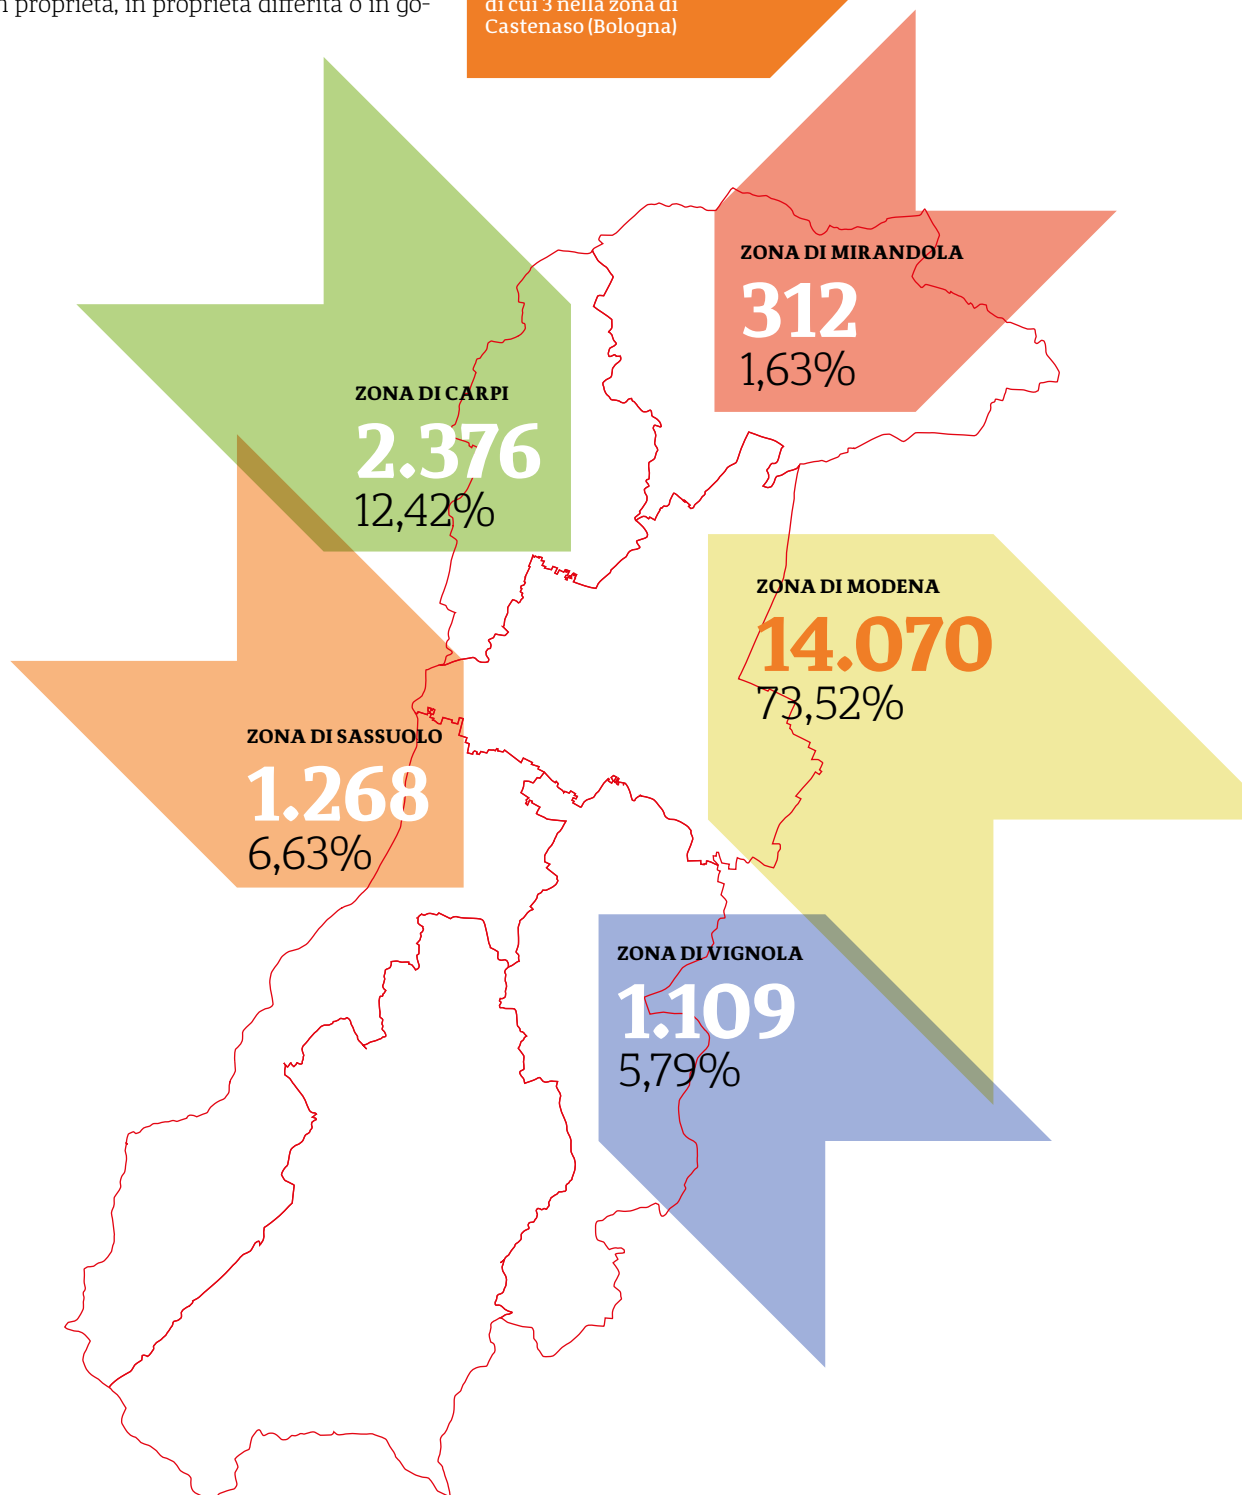 proprietà, in proprietà differita o in go-
di cui 3 nella zona di
Castenaso (Bologna)
ZONA DI MIRANDOLA
312
1,63%
ZONA DI CARPI
2.376
12,42%
ZONA DI MODENA
14.070
73,52%
ZONA DI SASSUOLO
1.268
6,63%
ZONA DI VIGNOLA
1.109
5,79%